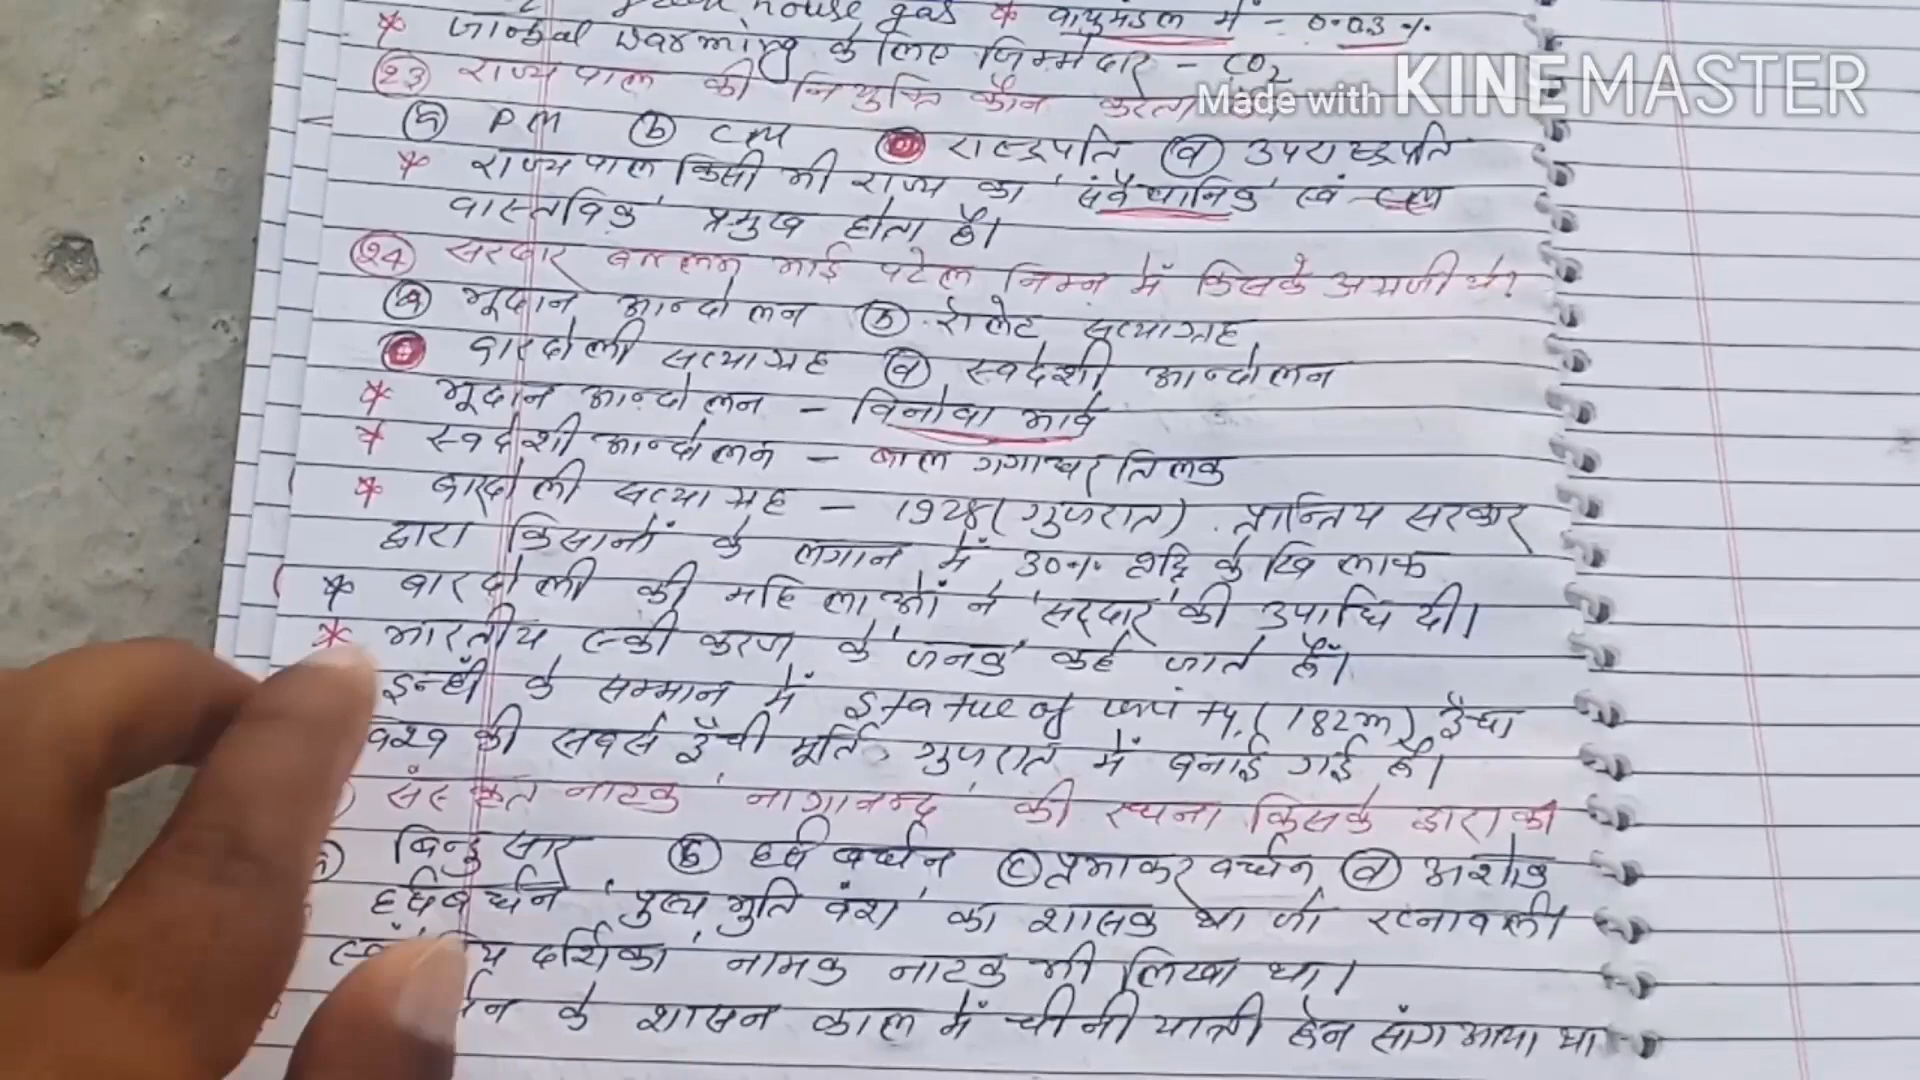 house gas * वायुमंडल में - 0.03 %
* ग्लोबल warming के लिए जिम्मेदार - CO2
(23) राज्यपाल की नियुक्ति कौन करता
Made with KINEMASTER
(a) PM (b) CM राष्ट्रपति (d) उपराष्ट्रपति
* राज्यपाल किसी भी राज्य का 'संवैधानिक' एवं CM
वास्तविक' प्रमुख होता है।
(24) सरदार बल्लभ भाई पटेल निम्न में किसके अग्रणी थे?
(a) भूदान आन्दोलन (b) रौलेट सत्याग्रह
बारदोली सत्याग्रह (d) स्वदेशी आन्दोलन
* भूदान आन्दोलन - विनोवा भावे
* स्वदेशी आन्दोलन - बाल गंगाधर तिलक
* बारदोली सत्याग्रह - 1928 (गुजरात) प्रान्तिय सरकार
द्वारा किसानों के लगान में 30% वृद्धि के खिलाफ
* बारदोली की महिलाओं ने 'सरदार' की उपाधि दी।
* भारतीय एकीकरण के 'जनक' कहे जाते हैं।
इन्हीं के सम्मान में statue of unity. (182m) ऊँचा
विश्व की सबसे ऊँची मूर्ति गुजरात में बनाई गई है।
संस्कृत नाटक 'नागानन्द' की रचना किसके द्वारा की
बिन्दुसार (b) हर्षवर्धन (c) प्रभाकर वर्धन (d) अशोक
हर्षवर्धन 'पुष्यभुति वंश' का शासक था जो रत्नावली
दर्शिका' नामक नाटक भी लिखा था।
के शासन काल में चीनी यात्री हेनसांग आया था